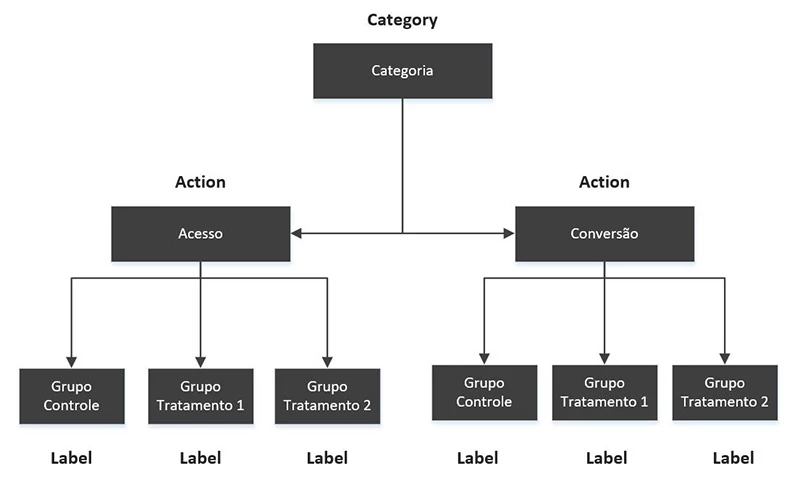 Category
Categoria
Action
Action
Acesso
Conversão
Grupo
Controle
Grupo
Tratamento 1
Grupo
Tratamento 2
Grupo
Controle
Grupo
Tratamento 1
Grupo
Tratamento 2
Label
Label
Label
Label
Label
Label